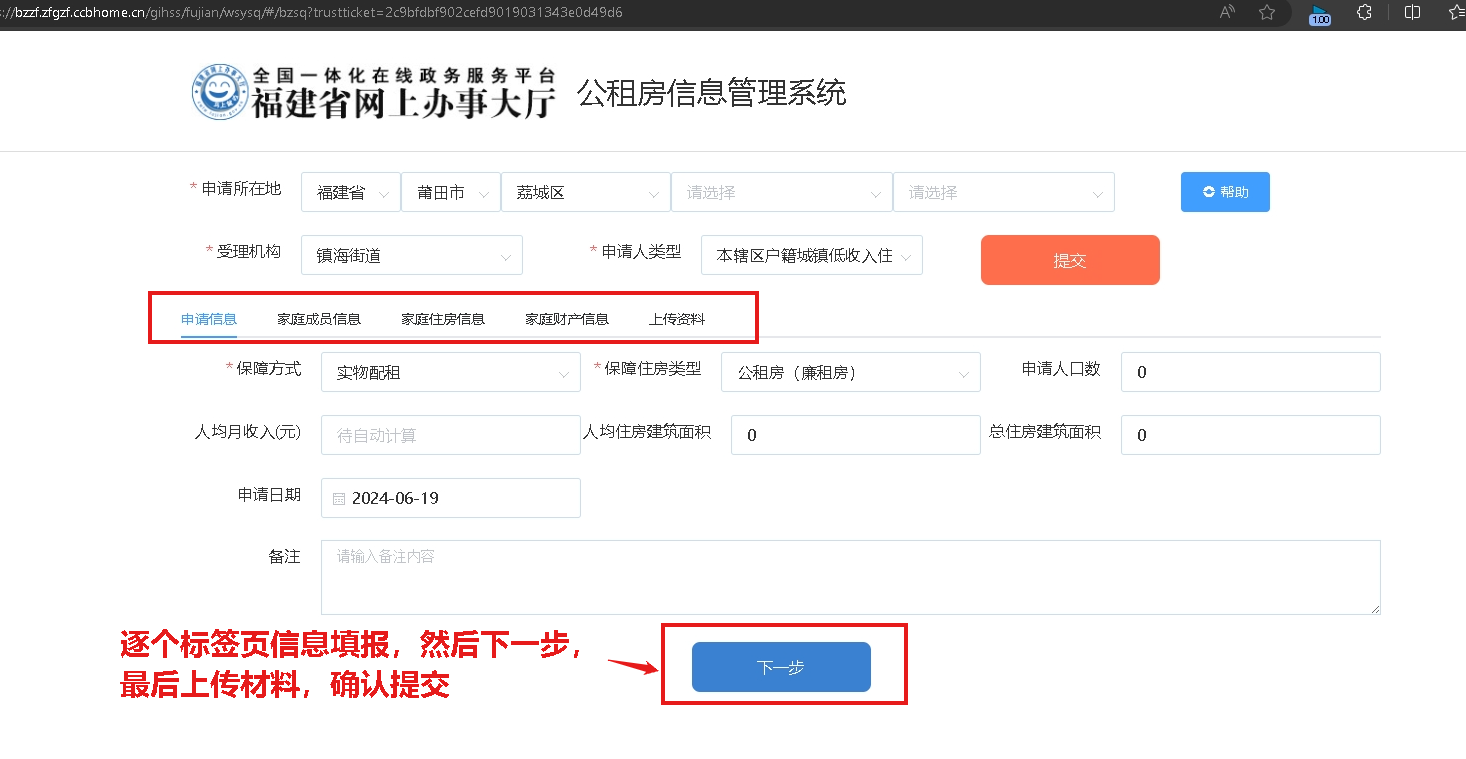 s://bzzf.zfgzf.ccbhome.cn/gihss/fujian/wsysq/#/bzsq?trustticket=2c9bfdbf902cefd9019031343e0d49d6
1.00
全国一体化在线政务服务平台
福建省网上办事大厅 公租房信息管理系统
* 申请所在地 福建省 莆田市 荔城区 请选择 请选择 帮助
* 受理机构 镇海街道 * 申请人类型 本辖区户籍城镇低收入住 提交
申请信息 家庭成员信息 家庭住房信息 家庭财产信息 上传资料
* 保障方式 实物配租 * 保障住房类型 公租房（廉租房） 申请人口数 0
人均月收入(元) 待自动计算 人均住房建筑面积 0 总住房建筑面积 0
申请日期 2024-06-19
备注 请输入备注内容
逐个标签页信息填报，然后下一步，
最后上传材料，确认提交
下一步